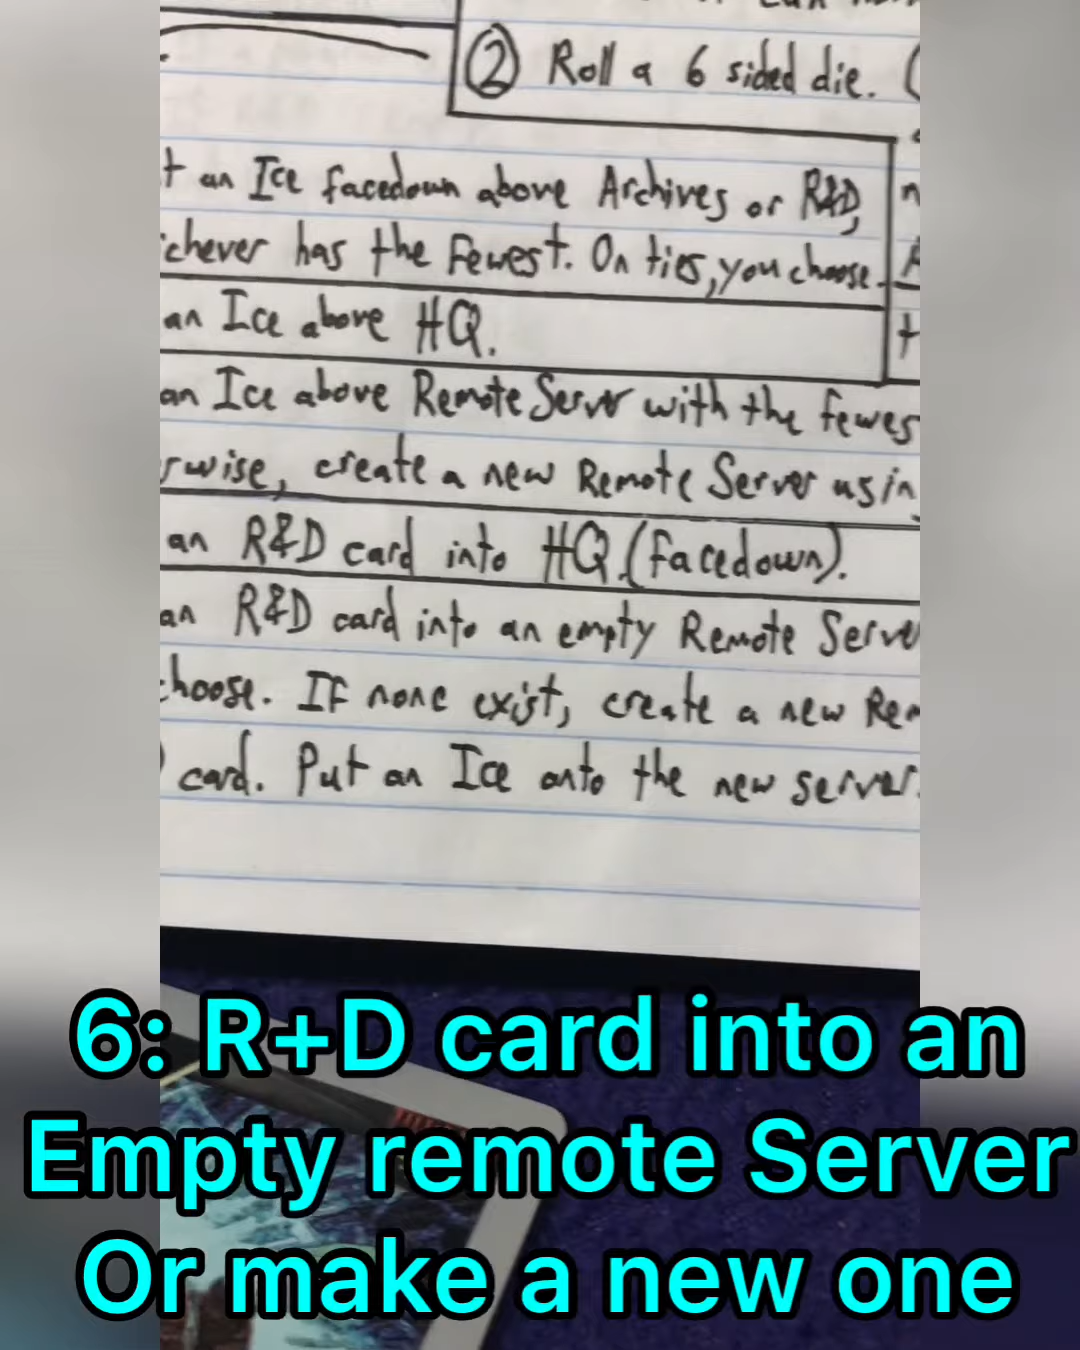 ② Roll a 6 sided die. (
t an Ice facedown above Archives or R&D,
chever has the Fewest. On ties, you choose.
an Ice above HQ.
an Ice above Remote Server with the fewes
rwise, create a new Remote Server usin
an R&D card into HQ. (facedown).
an R&D card into an empty Remote Serve
choose. If none exist, create a new Rem
card. Put an Ice onto the new server.
6: R+D card into an
Empty remote Server
Or make a new one